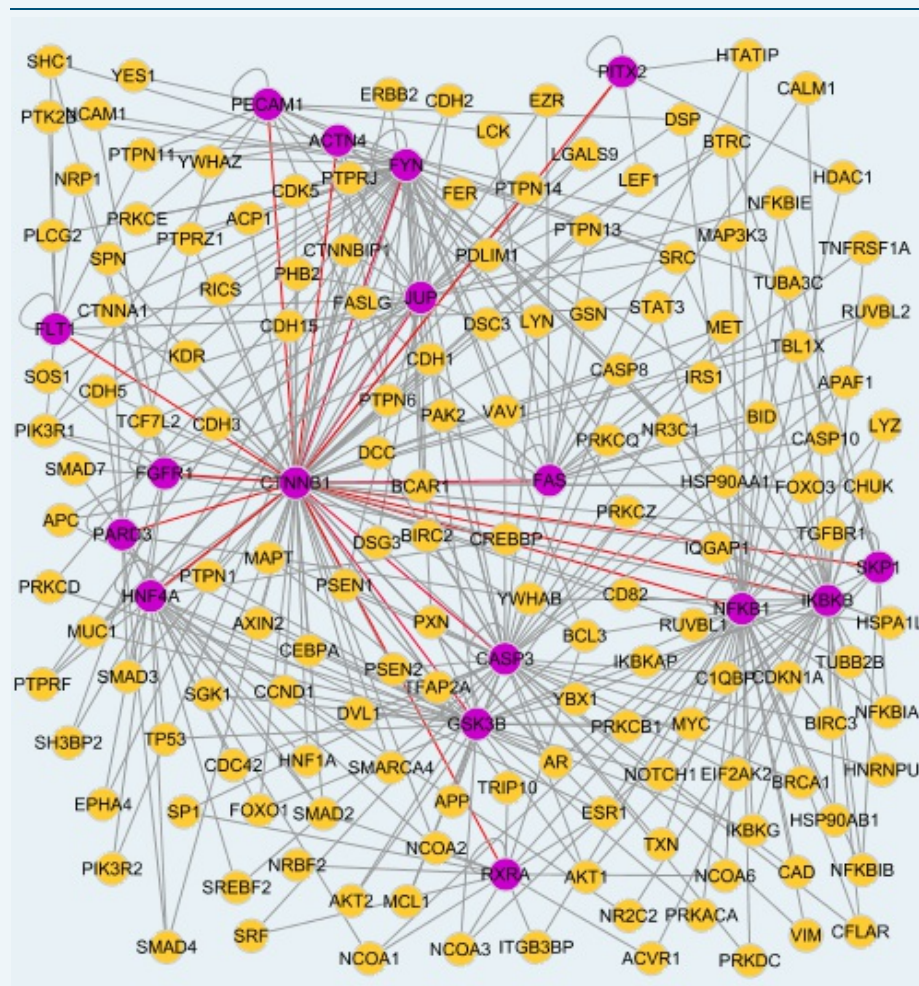 SHC1
YES1
PITX2
HTATIP
PECAM1
ERBB2
CDH2
EZR
CALM1
NCAM1
ACTN4
LCK
DSP
BTRC
PTPN11
YWHAZ
FYN
LGALS9
NRP1
CDK5
PTPRJ
FER
PTPN14
LEF1
HDAC1
NFKBIE
PLCG2
PRKCE
ACP1
PTPRZ1
CTNNBIP1
PTPN13
MAP3K3
TNFRSF1A
SPN
PDLIM1
SRC
RICS
PHB2
TUBA3C
CTNNA1
FASLG
JUP
STAT3
GSN
RUVBL2
FLT1
CDH15
DSC3
LYN
MET
TBL1X
KDR
CDH1
SOS1
CASP8
IRS1
APAF1
CDH5
PTPN6
PAK2
VAV1
BID
PIK3R1
TCF7L2
CDH3
PRKCQ
NR3C1
CASP10
LYZ
DCC
SMAD7
FGFR1
CTNNB1
BCAR1
FAS
HSP90AA1
FOXO3
CHUK
APC
PRKCZ
DSG3
BIRC2
CREBBP
IQGAP1
TGFBR1
MAPT
SKP1
PRKCD
PTPN1
HNF4A
PSEN1
YWHAB
CD82
NFKB1
IKBKB
MUC1
AXIN2
PXN
RUVBL1
HSPA1L
CEBPA
BCL3
PTPRF
SMAD3
PSEN2
CASP3
IKBKAP
TUBB2B
SGK1
CCND1
TFAP2A
C1QBP
CDKN1A
YBX1
DVL1
GSK3B
PRKCB1
MYC
BIRC3
NFKBIA
SH3BP2
TP53
CDC42
HNF1A
SMARCA4
AR
NOTCH1
EIF2AK2
BRCA1
HNRNPU
TRIP10
EPHA4
SP1
FOXO1
SMAD2
APP
ESR1
IKBKG
HSP90AB1
NCOA2
TXN
PIK3R2
NRBF2
RXRA
AKT1
NCOA6
CAD
NFKBIB
SREBF2
AKT2
MCL1
NR2C2
PRKACA
SMAD4
SRF
NCOA1
NCOA3
ITGB3BP
ACVR1
PRKDC
VIM
CFLAR